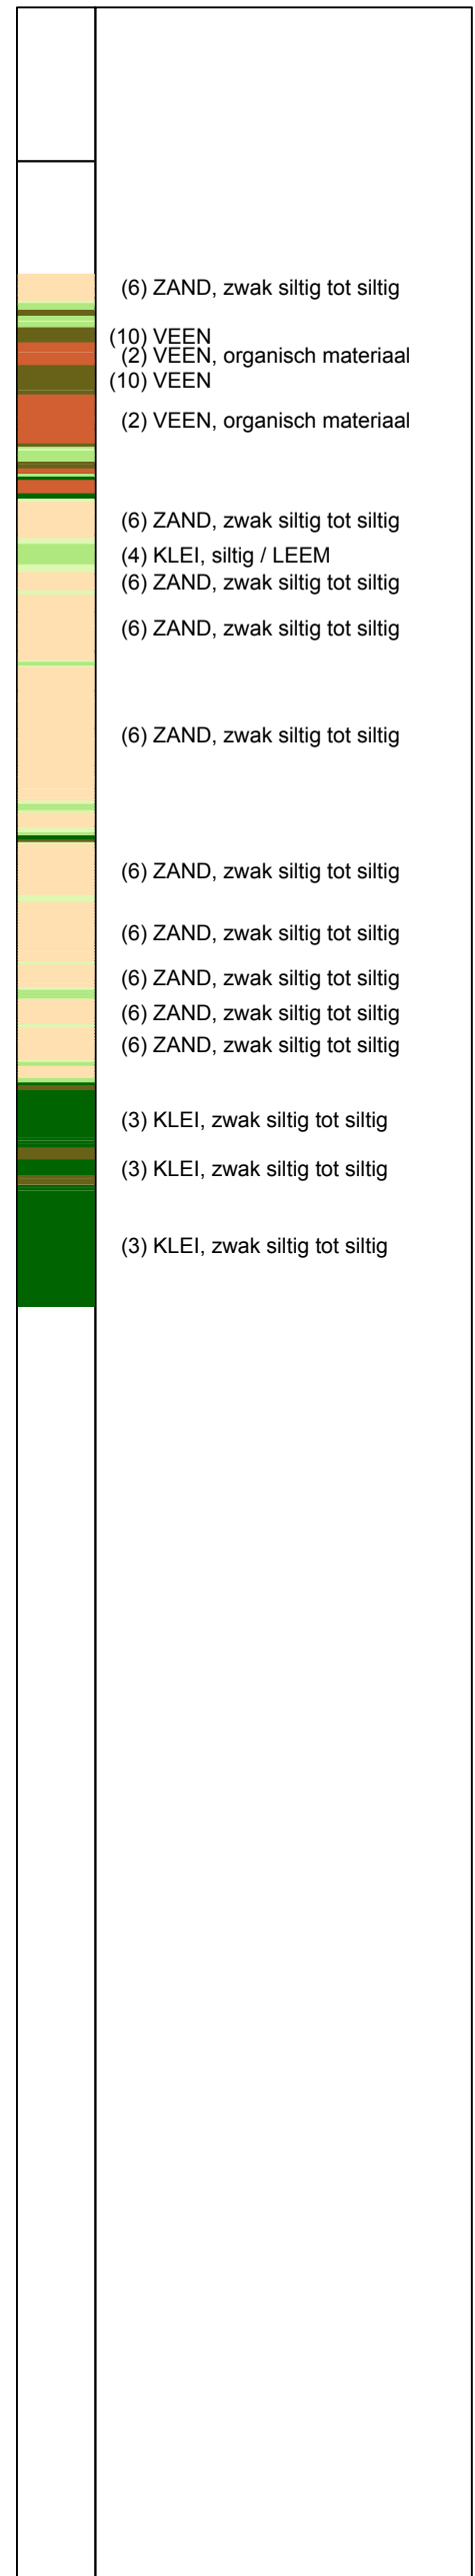 (6) ZAND, zwak siltig tot siltig
(10) VEEN
(2) VEEN, organisch materiaal
(10) VEEN
(2) VEEN, organisch materiaal
(6) ZAND, zwak siltig tot siltig
(4) KLEI, siltig / LEEM
(6) ZAND, zwak siltig tot siltig
(6) ZAND, zwak siltig tot siltig
(6) ZAND, zwak siltig tot siltig
(6) ZAND, zwak siltig tot siltig
(6) ZAND, zwak siltig tot siltig
(6) ZAND, zwak siltig tot siltig
(6) ZAND, zwak siltig tot siltig
(6) ZAND, zwak siltig tot siltig
(3) KLEI, zwak siltig tot siltig
(3) KLEI, zwak siltig tot siltig
(3) KLEI, zwak siltig tot siltig